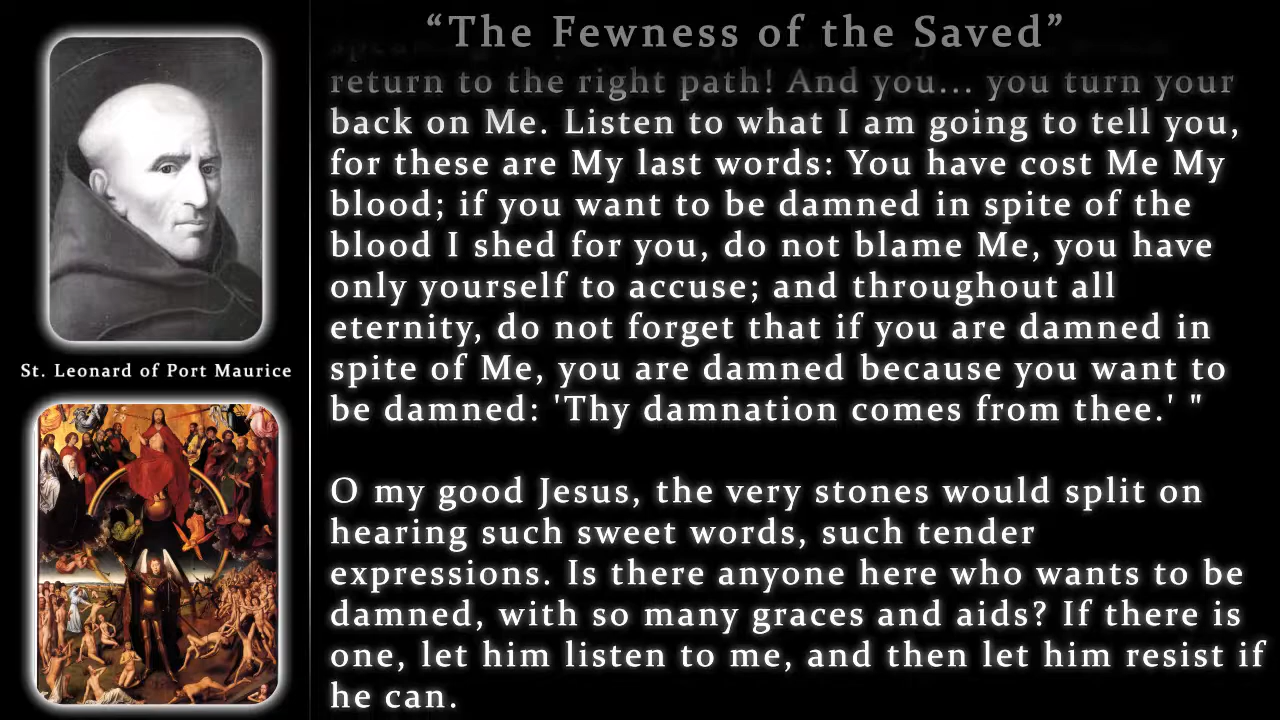 “The Fewness of the Saved”
return to the right path! And you... you turn your
back on Me. Listen to what I am going to tell you,
for these are My last words: You have cost Me My
blood; if you want to be damned in spite of the
blood I shed for you, do not blame Me, you have
only yourself to accuse; and throughout all
eternity, do not forget that if you are damned in
spite of Me, you are damned because you want to
be damned: 'Thy damnation comes from thee.' "
O my good Jesus, the very stones would split on
hearing such sweet words, such tender
expressions. Is there anyone here who wants to be
damned, with so many graces and aids? If there is
one, let him listen to me, and then let him resist if
he can.
St. Leonard of Port Maurice